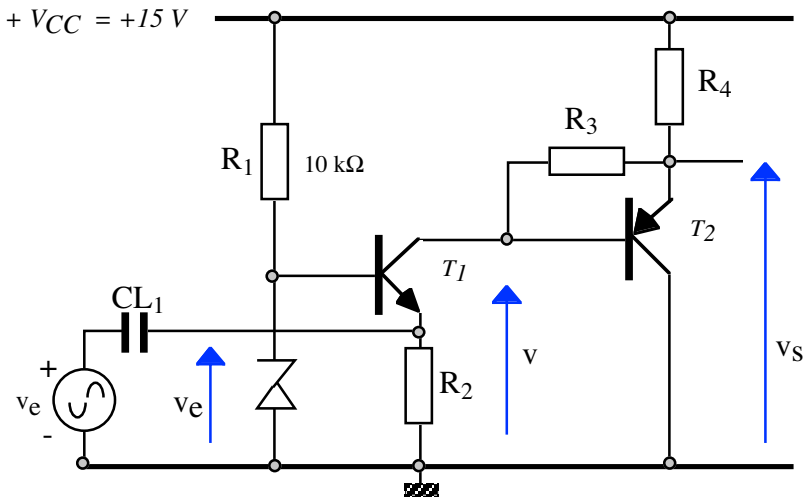 + VCC = +15 V
R4
R3
R1 10 kΩ
T2
T1
CL1
+
ve
-
ve
R2
v
vs